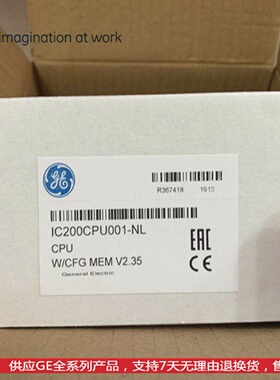 imagination at work
R367418 1913
IC200CPU001-NL
CPU
W/CFG MEM V2.35
General Electric
GE
EAC
CE
供应GE全系列产品，支持7天无理由退换货，